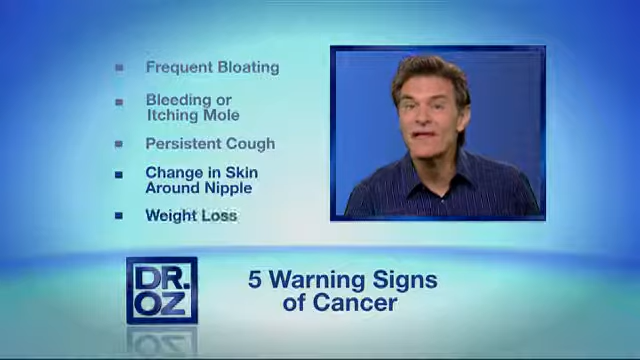 Frequent Bloating
Bleeding or
Itching Mole
Persistent Cough
Change in Skin
Around Nipple
Weight Loss
DR.
OZ
5 Warning Signs
of Cancer